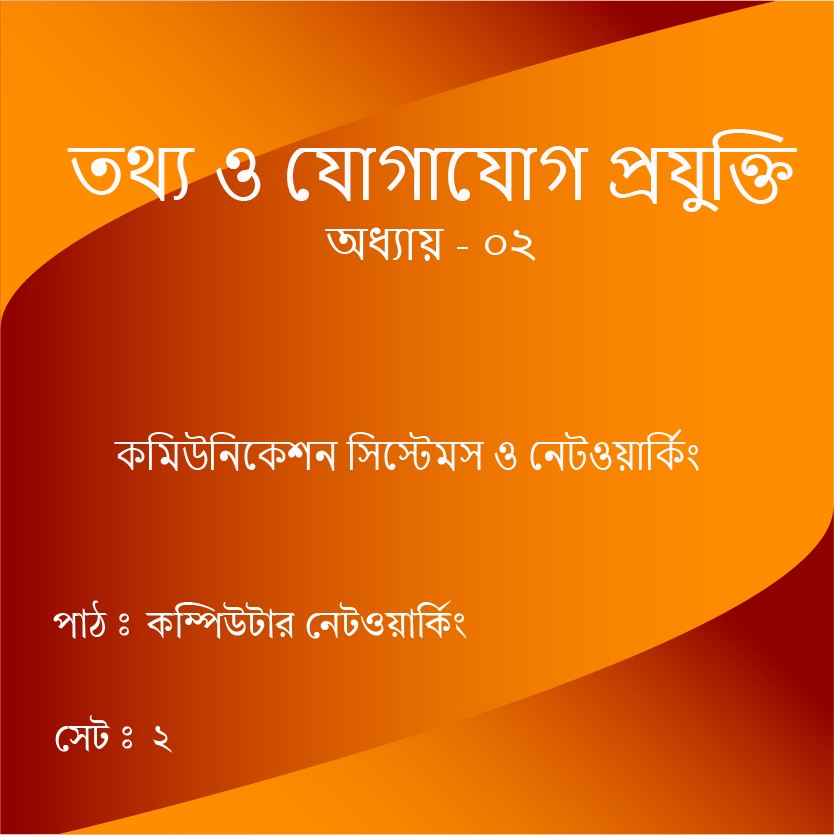 তথ্য ও যোগাযোগ প্রযুক্তি
অধ্যায় - ০২
কমিউনিকেশন সিস্টেমস ও নেটওয়ার্কিং
পাঠ ঃ কম্পিউটার নেটওয়ার্কিং
সেট ঃ ২